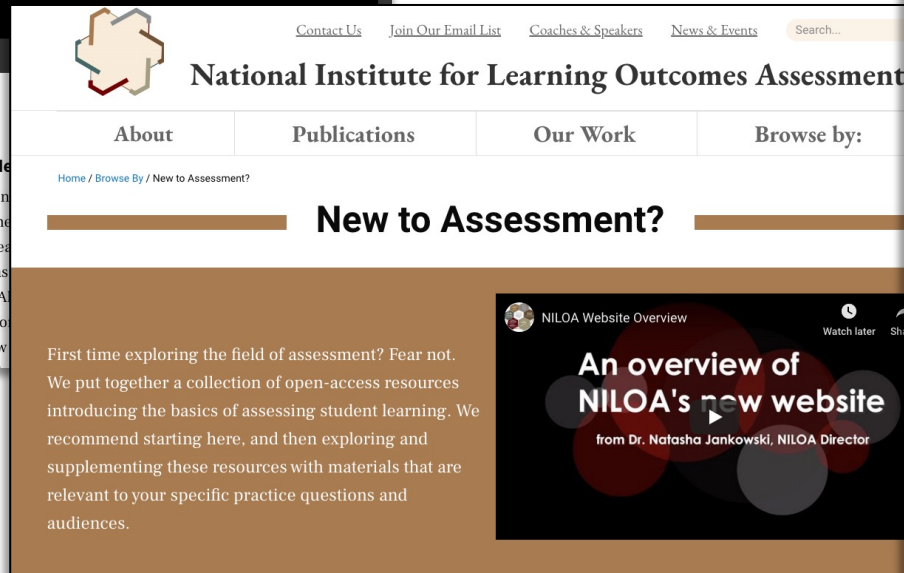 Contact Us Join Our Email List Coaches & Speakers News & Events Search...
National Institute for Learning Outcomes Assessment
About Publications Our Work Browse by:
Home / Browse By / New to Assessment?
New to Assessment?
NILOA Website Overview
Watch later
An overview of
NILOA's new website
from Dr. Natasha Jankowski, NILOA Director
First time exploring the field of assessment? Fear not.
We put together a collection of open-access resources
introducing the basics of assessing student learning. We
recommend starting here, and then exploring and
supplementing these resources with materials that are
relevant to your specific practice questions and
audiences.